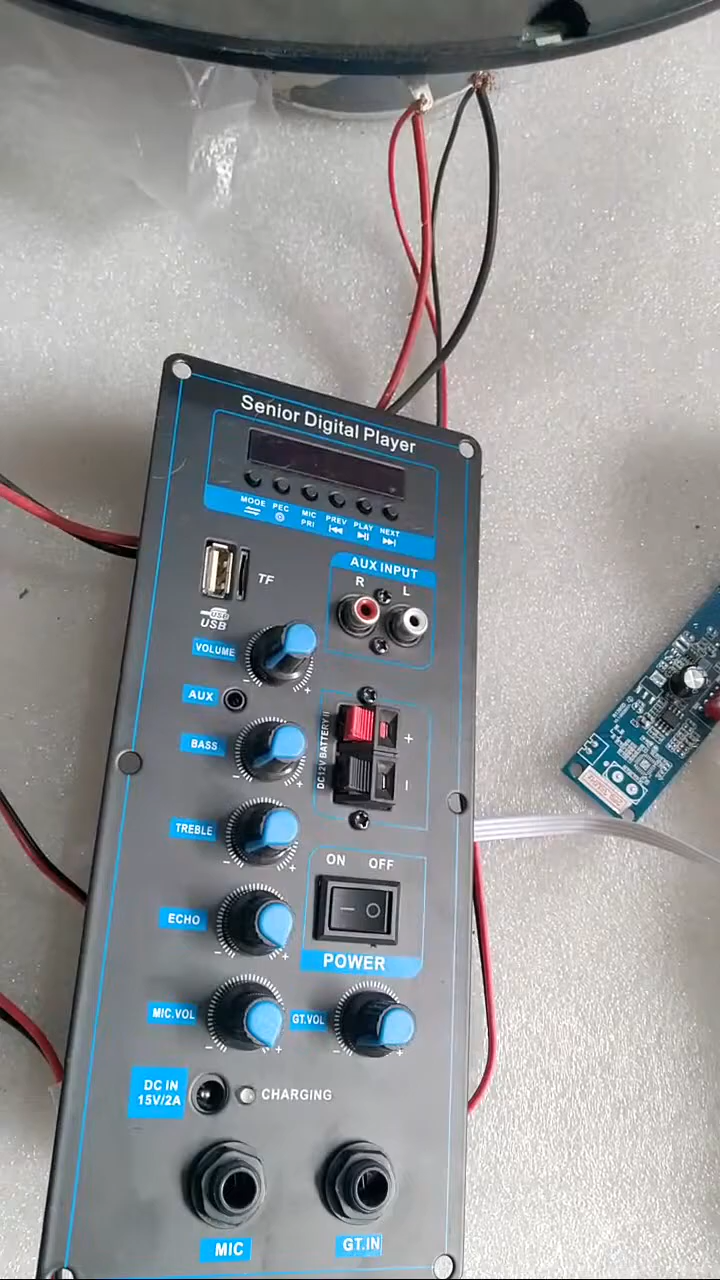 Senior Digital Player
MODE PEC MIC PRI PREV PLAY NEXT
AUX INPUT
R L
TF
USB
USB
VOLUME
AUX
BASS
DC12V BATTERY
+
-
TREBLE
ON OFF
ECHO
POWER
MIC.VOL
GT.VOL
DC IN
15V/2A
CHARGING
MIC
GT.IN